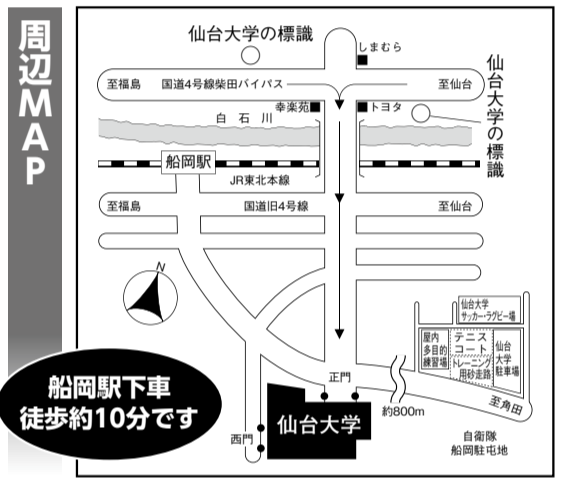 周辺MAP
仙台大学の標識
しまむら
至福島
国道4号線柴田バイパス
至仙台
仙台大学の標識
幸楽苑
トヨタ
白石川
船岡駅
JR東北本線
至福島
国道旧4号線
至仙台
N
仙台大学
サッカー・ラグビー場
屋内
多目的
練習場
テニス
コート
トレーニング
用砂走路
仙台
大学
駐車場
船岡駅下車
徒歩約10分です
正門
約800m
至角田
仙台大学
西門
自衛隊
船岡駐屯地